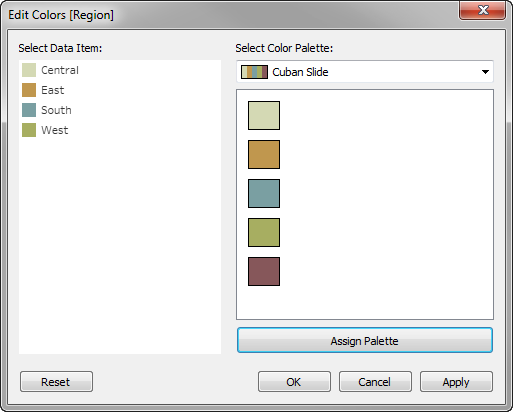 Edit Colors [Region]
Select Data Item:
Central
East
South
West
Select Color Palette:
Cuban Slide
Assign Palette
Reset
OK
Cancel
Apply